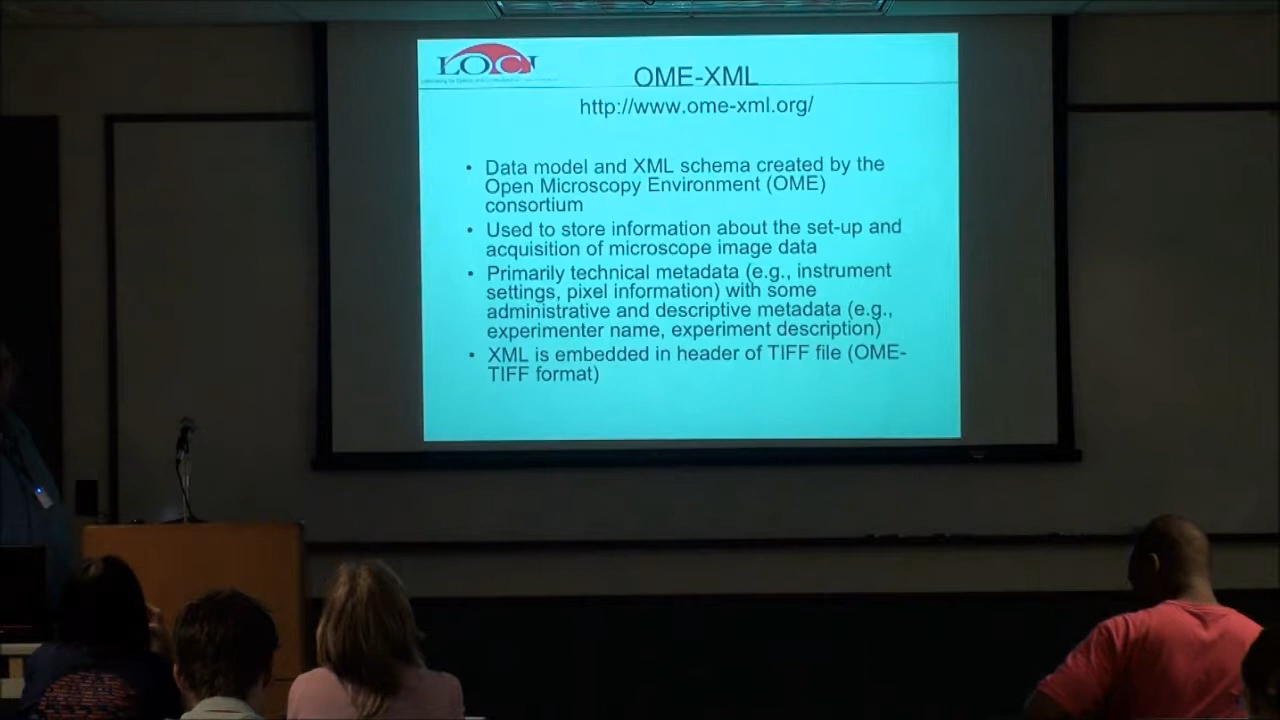 LOCI
OME-XML
http://www.ome-xml.org/
• Data model and XML schema created by the
Open Microscopy Environment (OME)
consortium
• Used to store information about the set-up and
acquisition of microscope image data
• Primarily technical metadata (e.g., instrument
settings, pixel information) with some
administrative and descriptive metadata (e.g.,
experimenter name, experiment description)
• XML is embedded in header of TIFF file (OME-
TIFF format)